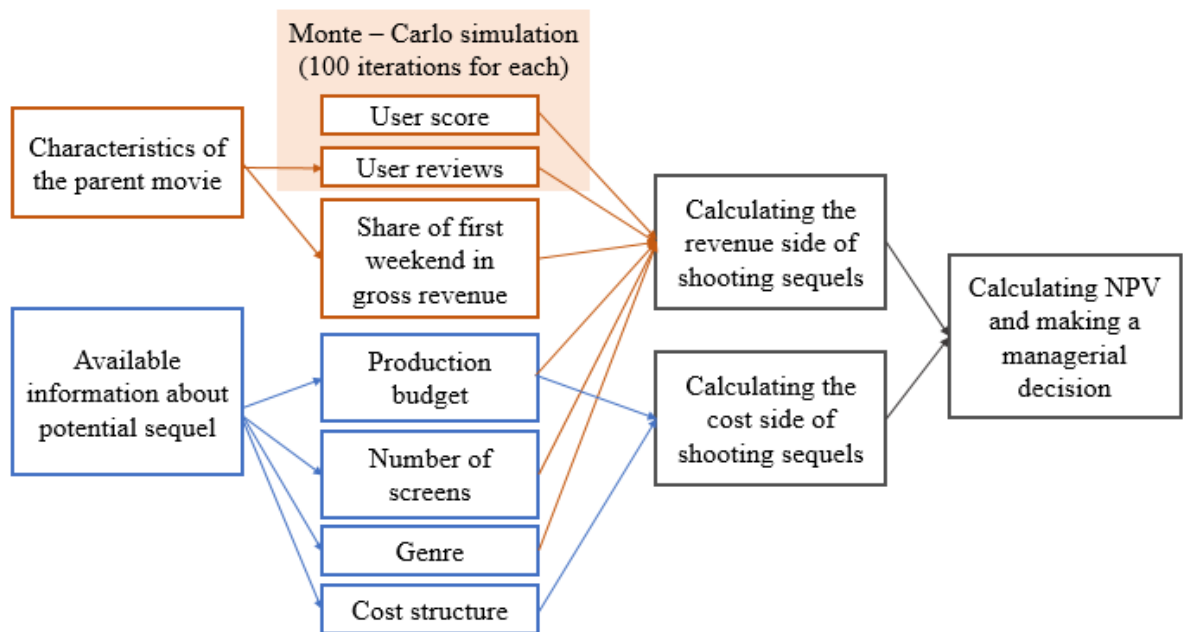 Monte – Carlo simulation
(100 iterations for each)
User score
User reviews
Characteristics of
the parent movie
Share of first
weekend in
gross revenue
Available
information about
potential sequel
Production
budget
Number of
screens
Genre
Cost structure
Calculating the
revenue side of
shooting sequels
Calculating the
cost side of
shooting sequels
Calculating NPV
and making a
managerial
decision